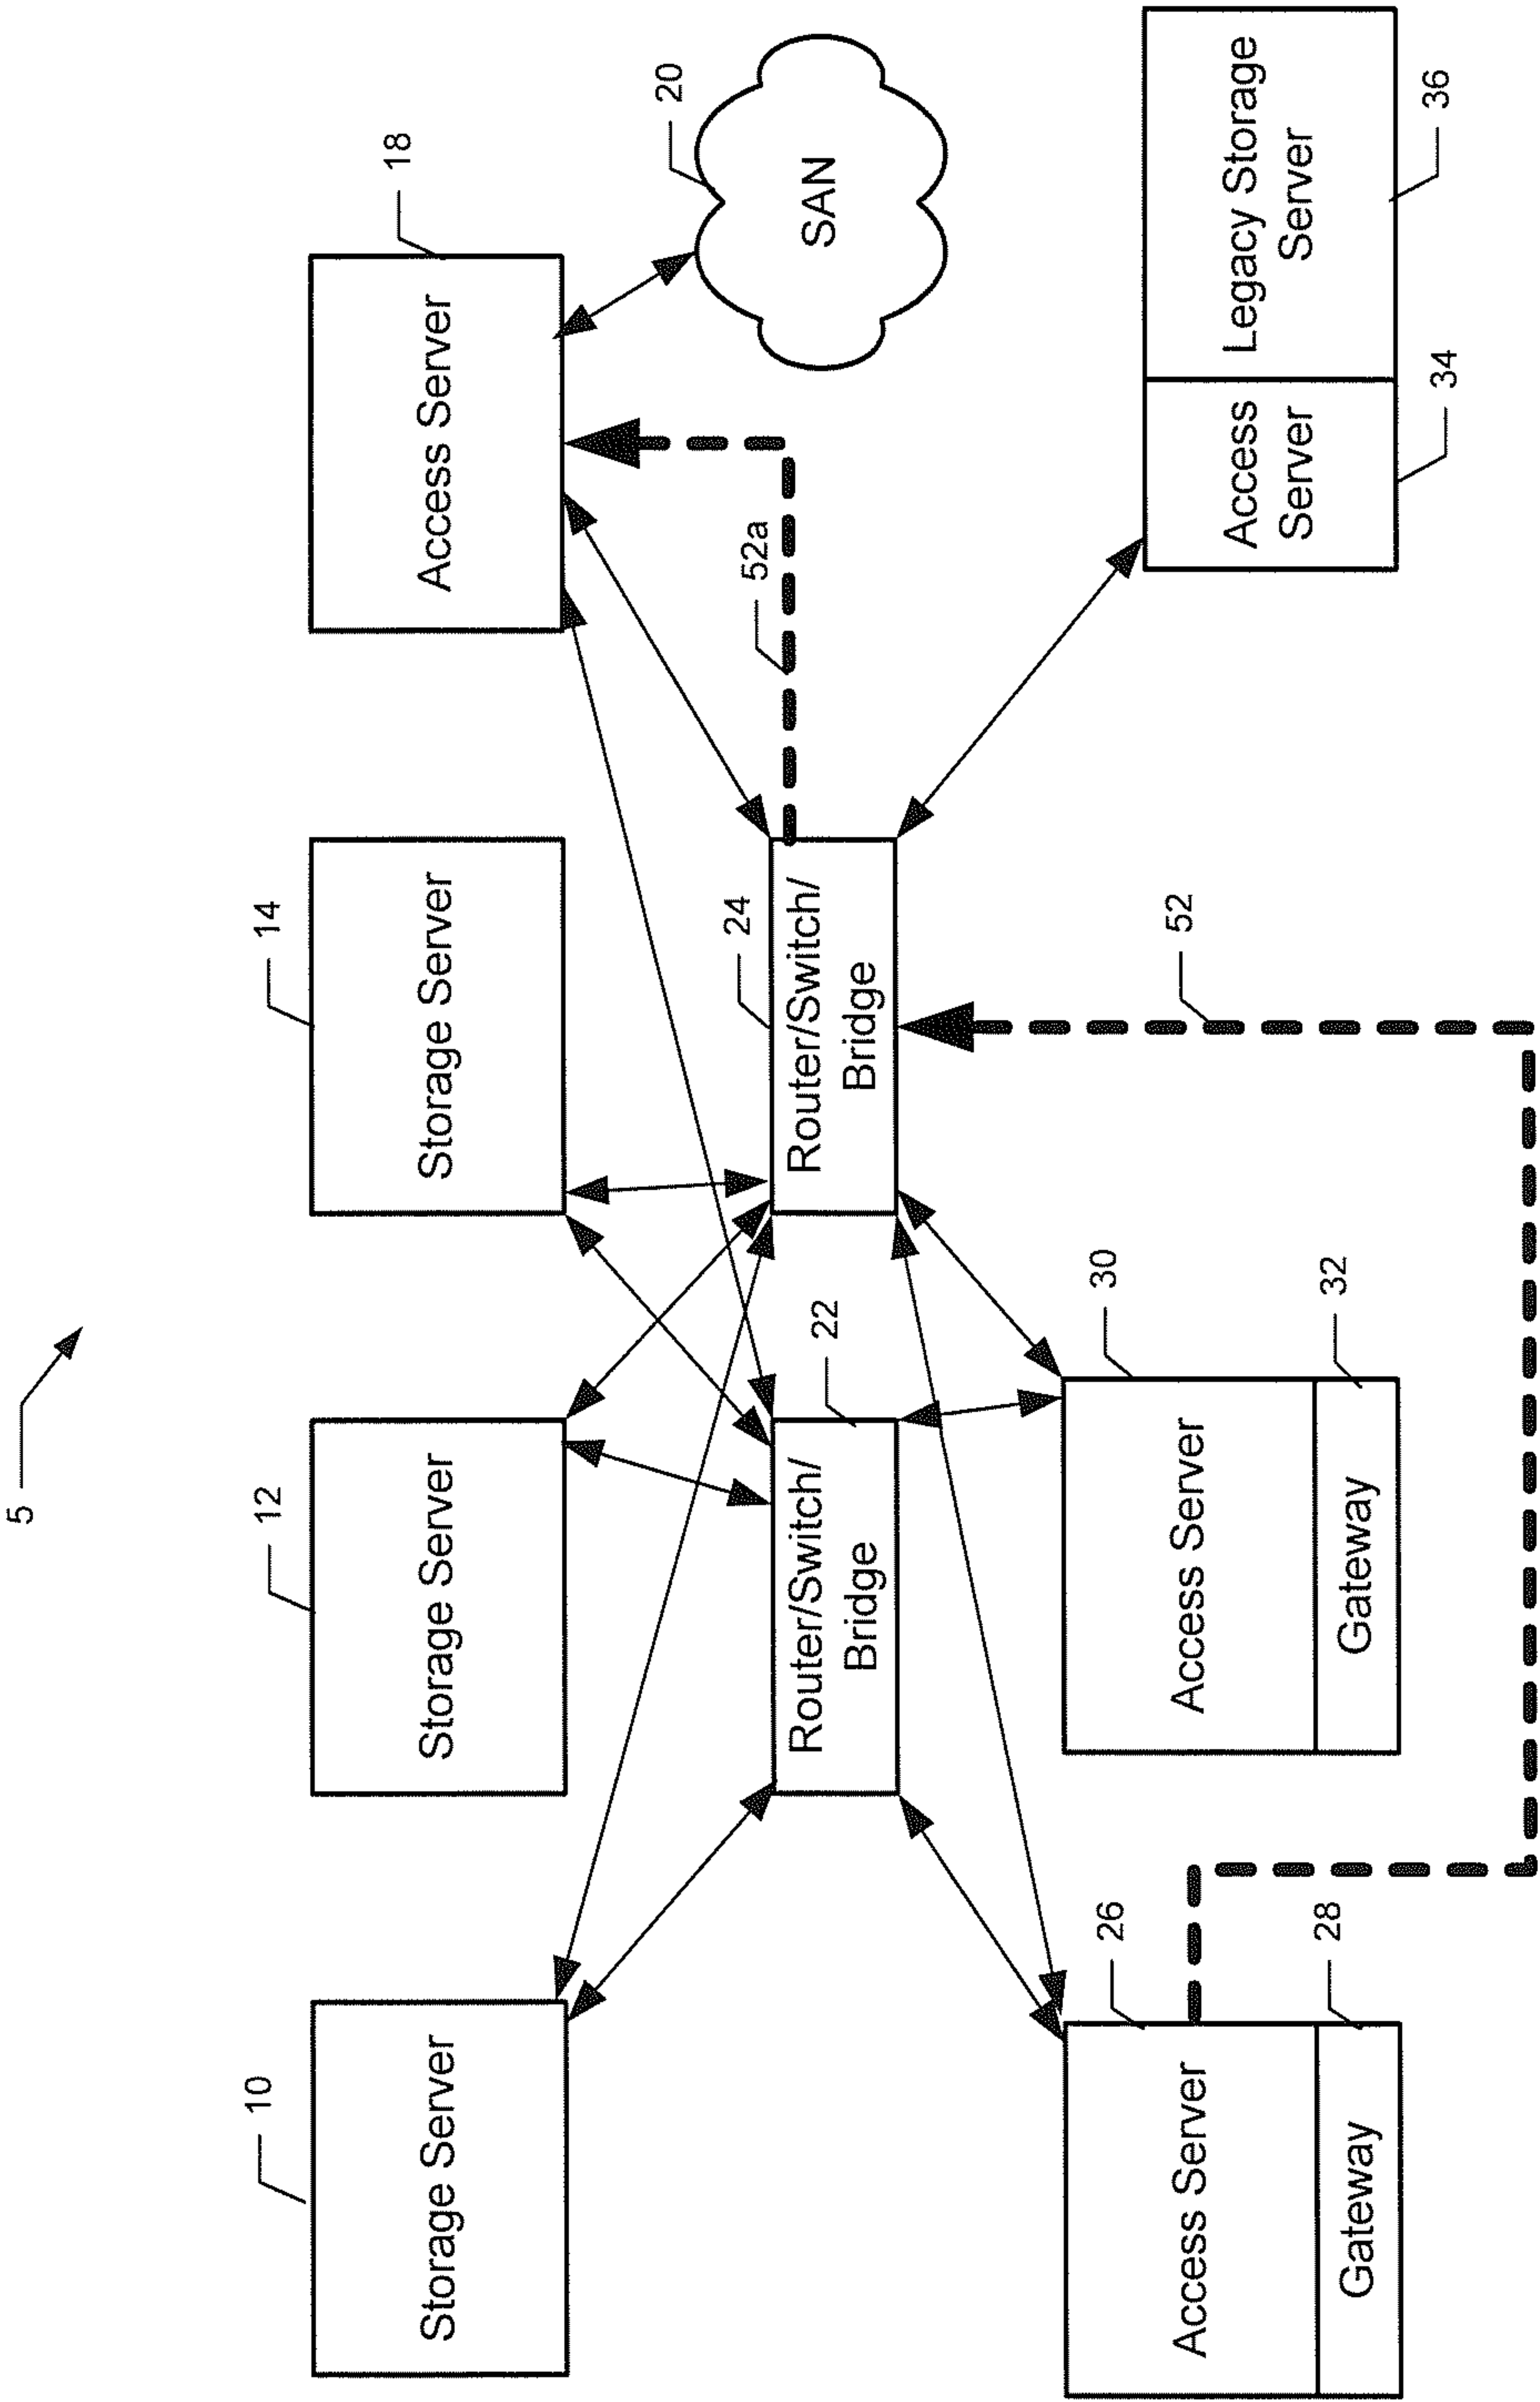 5
10
Storage Server
12
Storage Server
14
Storage Server
18
Access Server
20
SAN
22
Router/Switch/
Bridge
24
Router/Switch/
Bridge
52a
26
Access Server
28
Gateway
30
Access Server
32
Gateway
52
34
Access
Server
Legacy Storage
Server
36